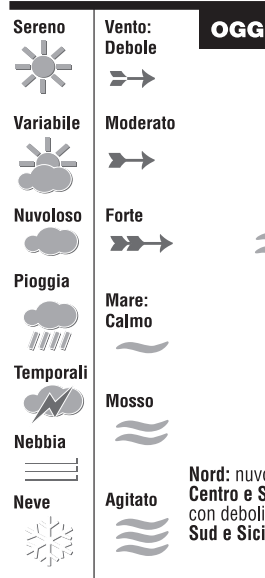 Sereno
Variabile
Nuvoloso
Pioggia
Temporali
Nebbia
Neve
Vento:
Debole
Moderato
Forte
Mare:
Calmo
Mosso
Agitato
OGG
Nord: nuvo
Centro e S
con deboli
Sud e Sici